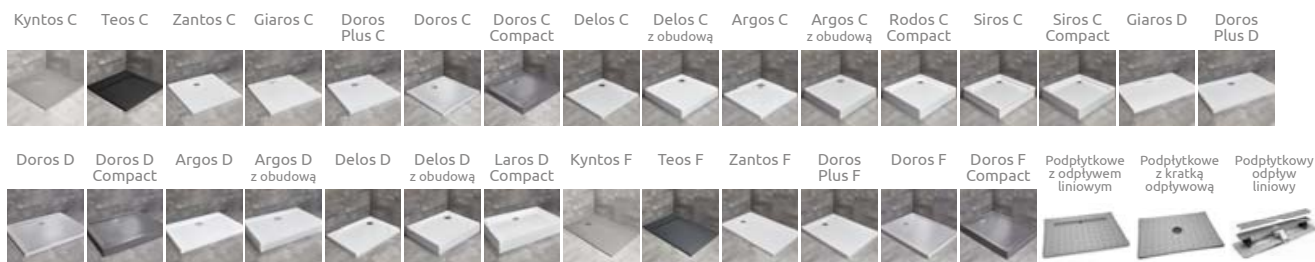 Kyntos C
Teos C
Zantos C
Giaros C
Doros
Plus C
Doros C
Doros C
Compact
Delos C
Delos C
z obudową
Argos C
Argos C
z obudową
Rodos C
Compact
Siros C
Siros C
Compact
Giaros D
Doros
Plus D
Doros D
Doros D
Compact
Argos D
Argos D
z obudową
Delos D
Delos D
z obudową
Laros D
Compact
Kyntos F
Teos F
Zantos F
Doros
Plus F
Doros F
Doros F
Compact
Podpłytkowe
z odpływem
liniowym
Podpłytkowe
z kratką
odpływową
Podpłytkowy
odpływ
liniowy